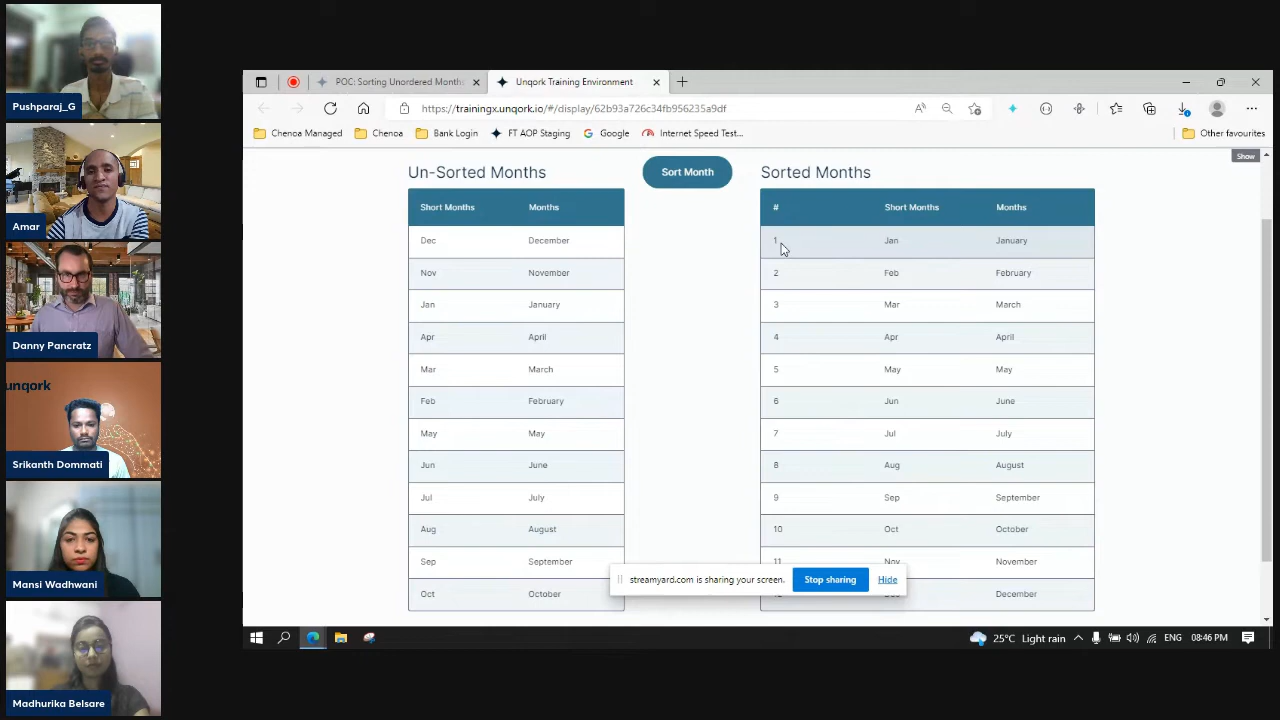 Pushparaj_G
Amar
Danny Pancratz
unqork
Srikanth Dommati
Mansi Wadhwani
Madhurika Belsare
POC: Sorting Unordered Month
Unqork Training Environment
https://trainingx.unqork.io/#/display/62b93a726c34fb956235a9df
Chenoa Managed
Chenoa
Bank Login
FT AOP Staging
Google
Internet Speed Test...
Other favourites
Show
Un-Sorted Months
Short Months Months
Dec December
Nov November
Jan January
Apr April
Mar March
Feb February
May May
Jun June
Jul July
Aug August
Sep September
Oct October
Sort Month
Sorted Months
# Short Months Months
1 Jan January
2 Feb February
3 Mar March
4 Apr April
5 May May
6 Jun June
7 Jul July
8 Aug August
9 Sep September
10 Oct October
11 Nov November
December
streamyard.com is sharing your screen.
Stop sharing
Hide
25°C Light rain
ENG
08:46 PM